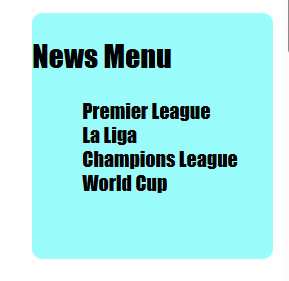 News Menu
Premier League
La Liga
Champions League
World Cup